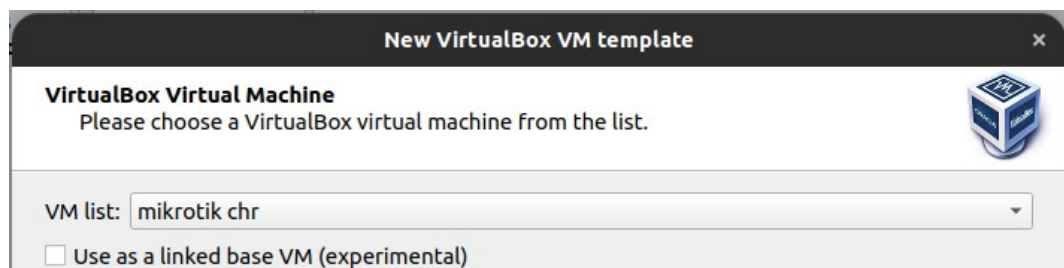 New VirtualBox VM template
VirtualBox Virtual Machine
Please choose a VirtualBox virtual machine from the list.
VM list: mikrotik chr
Use as a linked base VM (experimental)